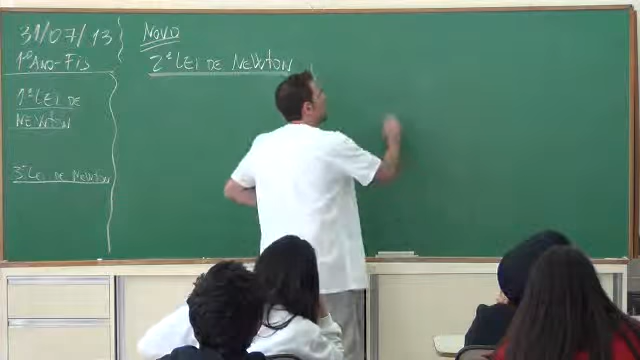 31/07/13
1º ANO-FIS
1ª LEI DE
NEWTON
3ª LEI DE NEWTON
NOVO
2ª LEI DE NEWTON